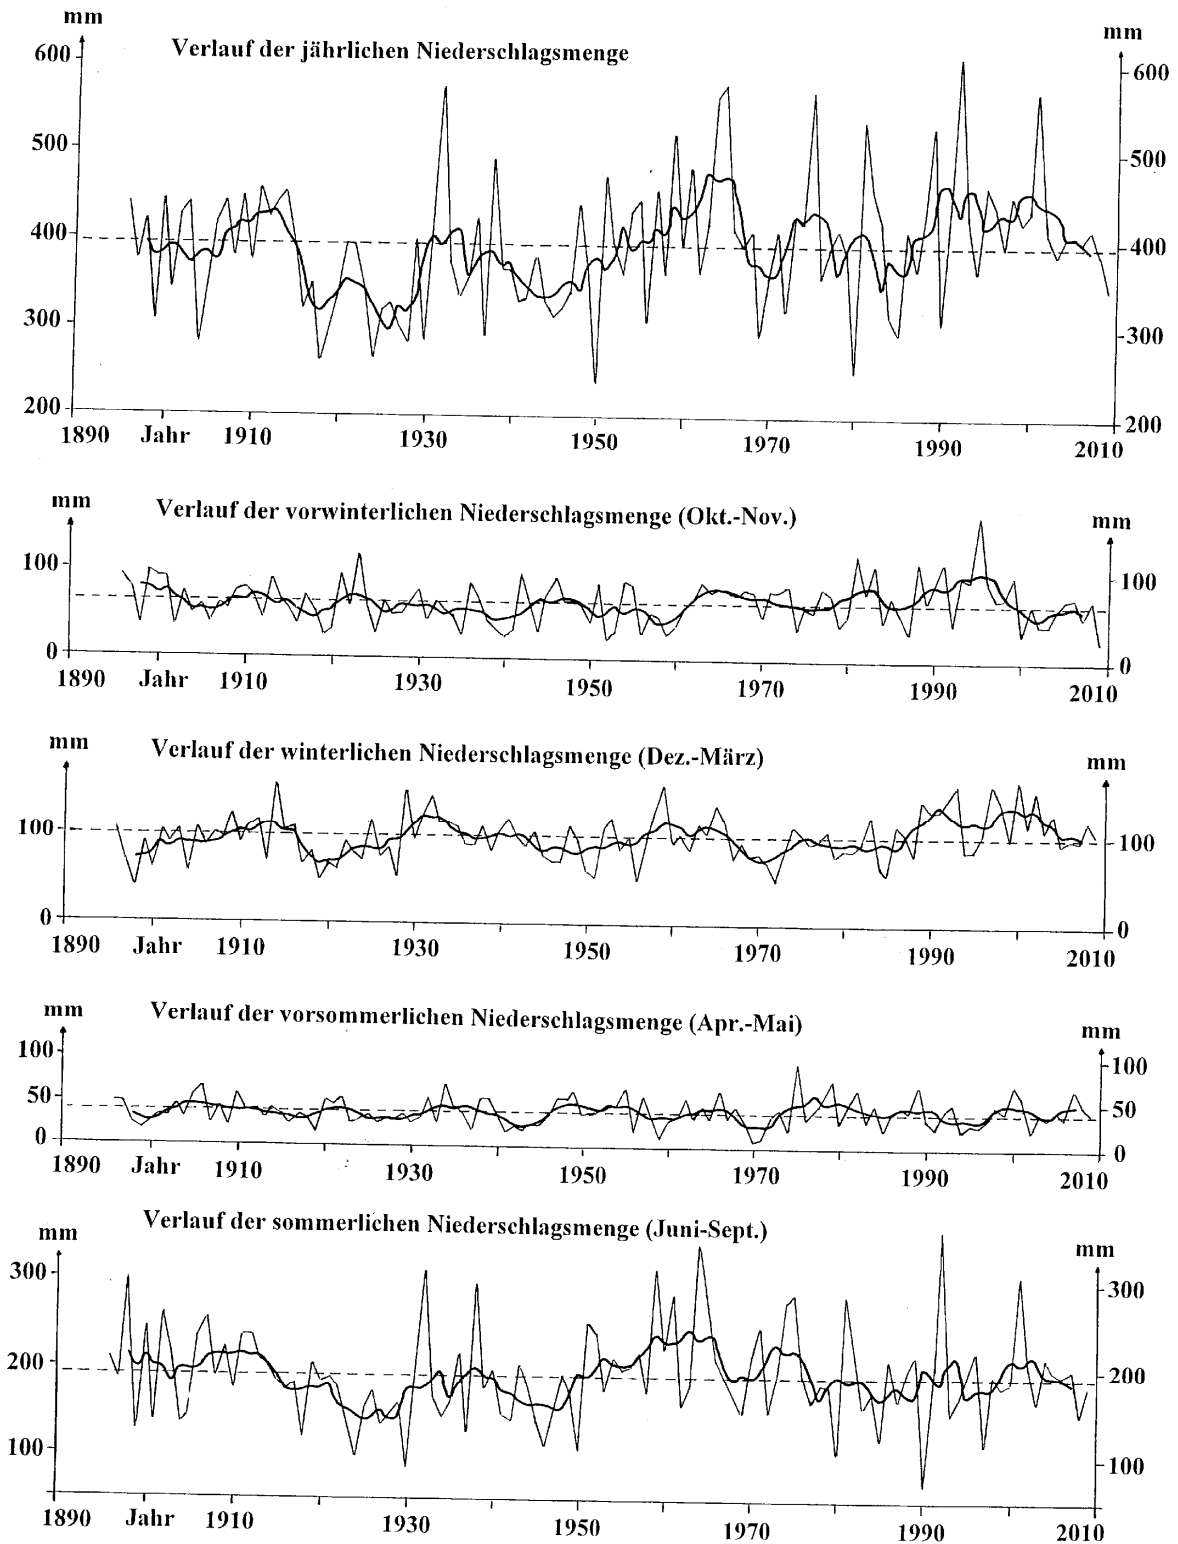 mm
Verlauf der jährlichen Niederschlagsmenge
mm
600
600
500
500
400
400
300
300
200
200
1890 Jahr 1910 1930 1950 1970 1990 2010
mm
Verlauf der vorwinterlichen Niederschlagsmenge (Okt.-Nov.)
mm
100
100
0
0
1890 Jahr 1910 1930 1950 1970 1990 2010
mm
Verlauf der winterlichen Niederschlagsmenge (Dez.-März)
mm
100
100
0
0
1890 Jahr 1910 1930 1950 1970 1990 2010
mm
Verlauf der vorsommerlichen Niederschlagsmenge (Apr.-Mai)
mm
100
100
50
50
0
0
1890 Jahr 1910 1930 1950 1970 1990 2010
mm
Verlauf der sommerlichen Niederschlagsmenge (Juni-Sept.)
mm
300
300
200
200
100
100
1890 Jahr 1910 1930 1950 1970 1990 2010